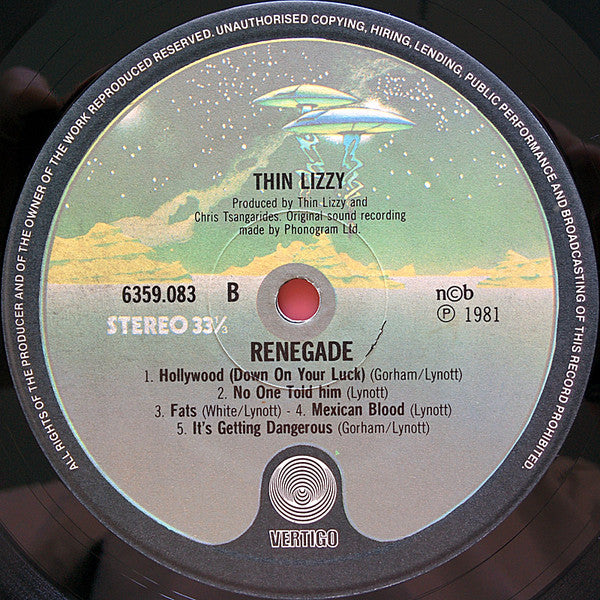 ALL RIGHTS OF THE PRODUCER AND OF THE OWNER OF THE WORK REPRODUCED RESERVED. UNAUTHORISED COPYING, HIRING, LENDING, PUBLIC PERFORMANCE AND BROADCASTING OF THIS RECORD PROHIBITED.
THIN LIZZY
Produced by Thin Lizzy and
Chris Tsangarides. Original sound recording
made by Phonogram Ltd.
6359.083 B n©b
STEREO 33⅓ Ⓟ 1981
RENEGADE
1. Hollywood (Down On Your Luck) (Gorham/Lynott)
2. No One Told him (Lynott)
3. Fats (White/Lynott) - 4. Mexican Blood (Lynott)
5. It's Getting Dangerous (Gorham/Lynott)
VERTIGO